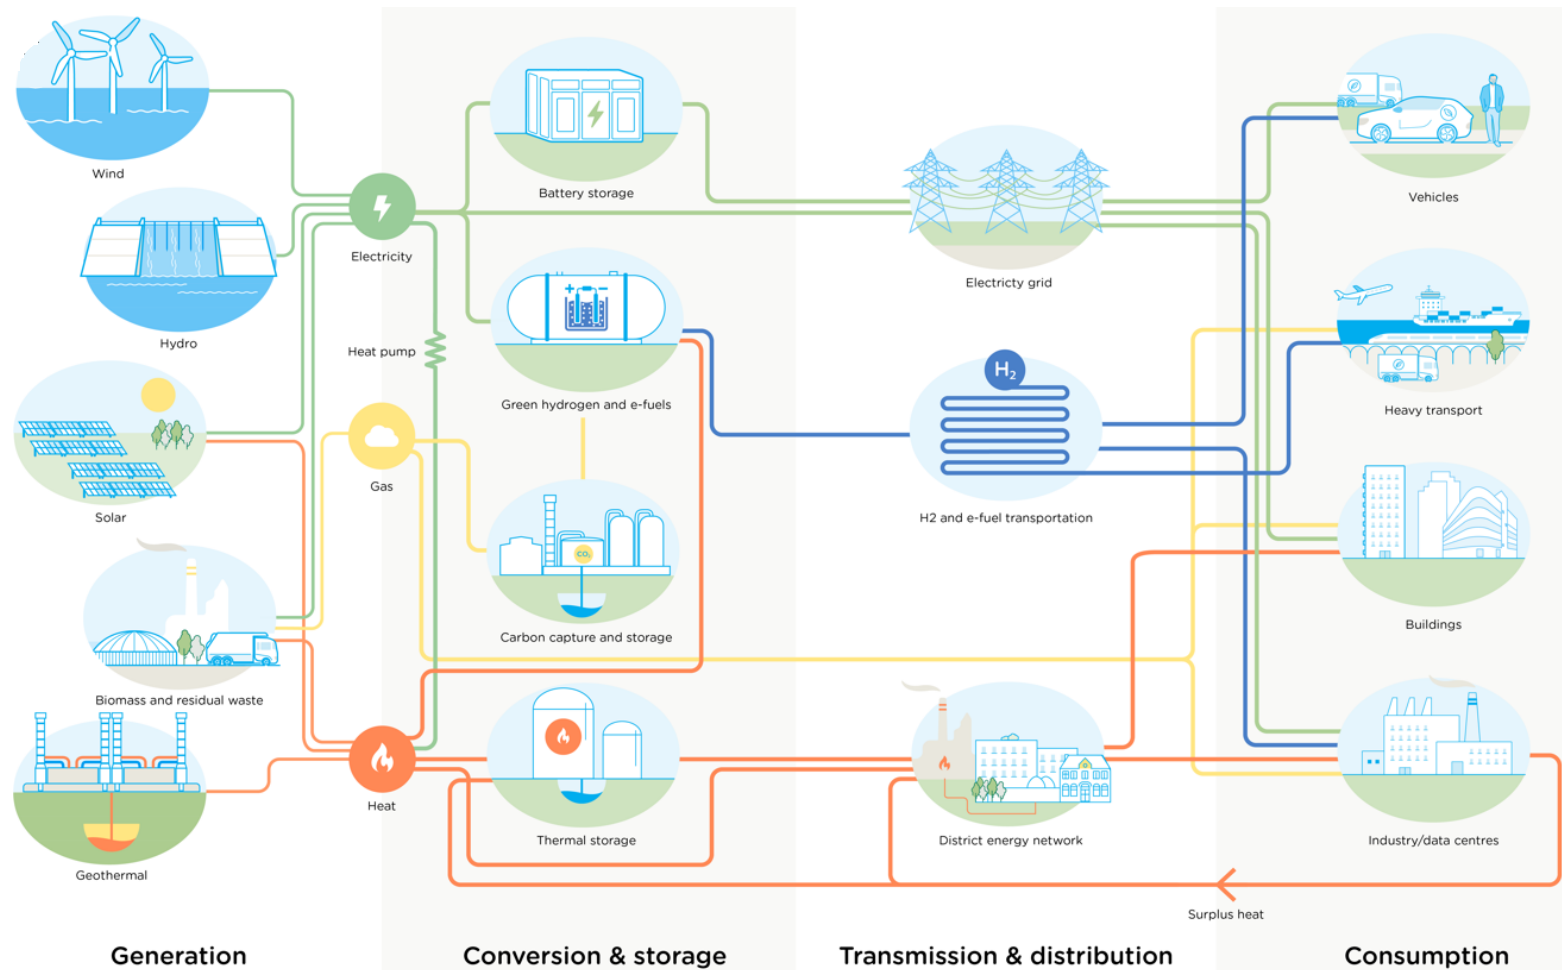 Wind
Hydro
Solar
Biomass and residual waste
Geothermal
Electricity
Heat pump
Gas
Heat
Battery storage
+ −
Green hydrogen and e-fuels
CO₂
Carbon capture and storage
Thermal storage
Electricty grid
H₂
H2 and e-fuel transportation
District energy network
Vehicles
Heavy transport
Buildings
Industry/data centres
Surplus heat
Generation
Conversion & storage
Transmission & distribution
Consumption